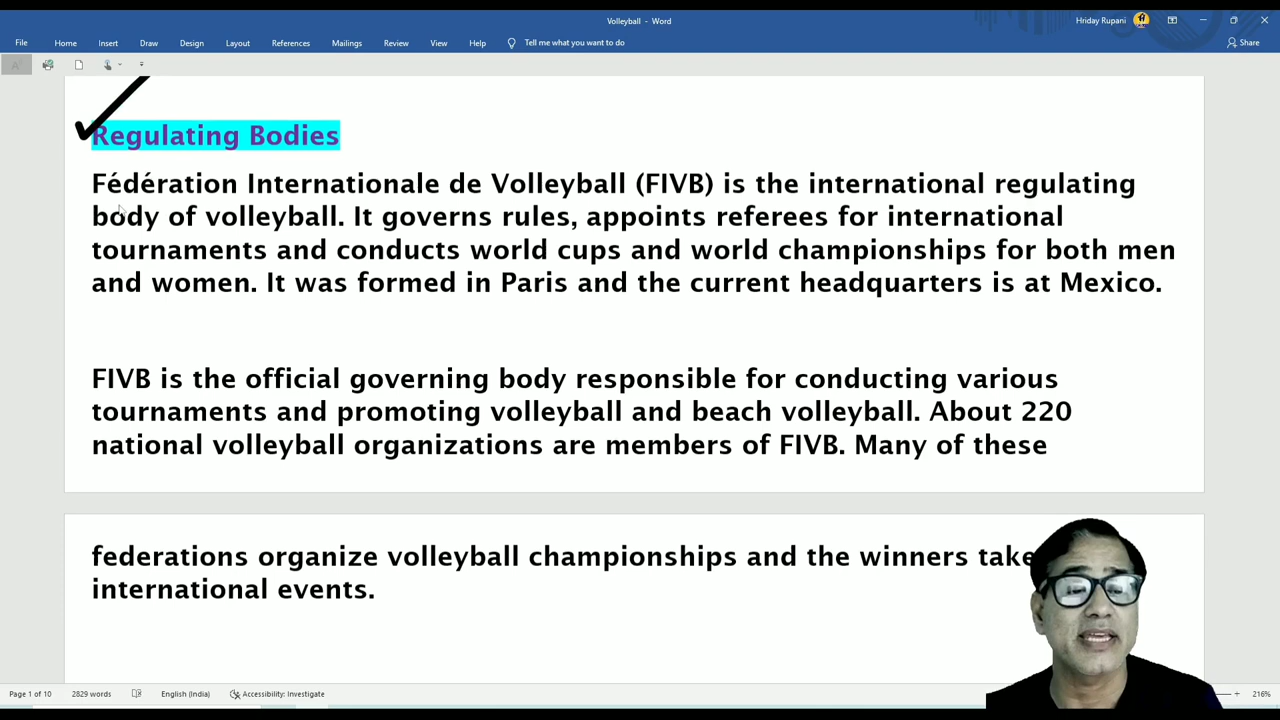 Volleyball - Word
Hriday Rupani
File Home Insert Draw Design Layout References Mailings Review View Help Tell me what you want to do Share
Regulating Bodies
Fédération Internationale de Volleyball (FIVB) is the international regulating
body of volleyball. It governs rules, appoints referees for international
tournaments and conducts world cups and world championships for both men
and women. It was formed in Paris and the current headquarters is at Mexico.
FIVB is the official governing body responsible for conducting various
tournaments and promoting volleyball and beach volleyball. About 220
national volleyball organizations are members of FIVB. Many of these
federations organize volleyball championships and the winners take
international events.
Page 1 of 10 2829 words English (India) Accessibility: Investigate 216%